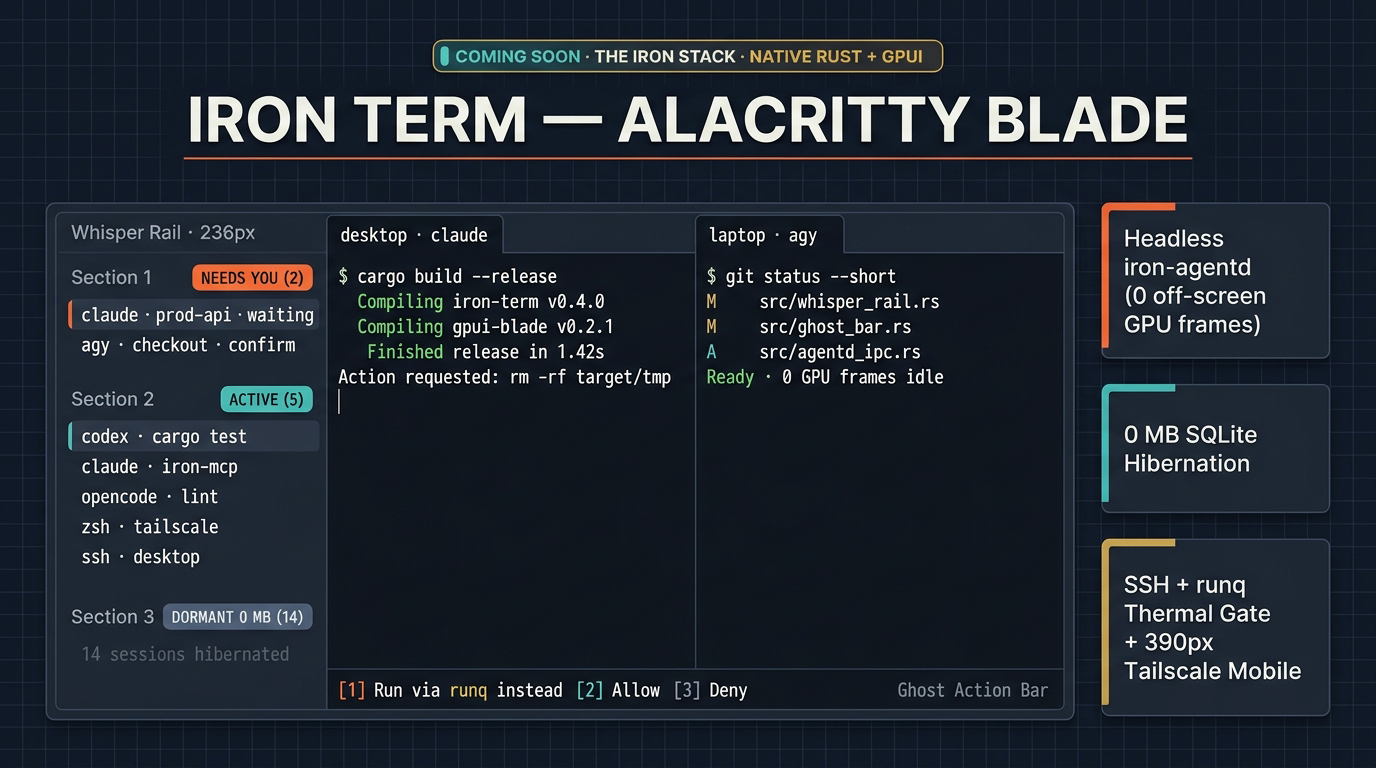 COMING SOON · THE IRON STACK · NATIVE RUST + GPUI
IRON TERM — ALACRITTY BLADE
Whisper Rail · 236px
Section 1 NEEDS YOU (2)
claude · prod-api · waiting
agy · checkout · confirm
Section 2 ACTIVE (5)
codex · cargo test
claude · iron-mcp
opencode · lint
zsh · tailscale
ssh · desktop
Section 3 DORMANT 0 MB (14)
14 sessions hibernated
desktop · claude
$ cargo build --release
Compiling iron-term v0.4.0
Compiling gpui-blade v0.2.1
Finished release in 1.42s
Action requested: rm -rf target/tmp
laptop · agy
$ git status --short
M src/whisper_rail.rs
M src/ghost_bar.rs
A src/agentd_ipc.rs
Ready · 0 GPU frames idle
[1] Run via runq instead [2] Allow [3] Deny
Ghost Action Bar
Headless
iron-agentd
(0 off-screen
GPU frames)
0 MB SQLite
Hibernation
SSH + runq
Thermal Gate
+ 390px
Tailscale Mobile